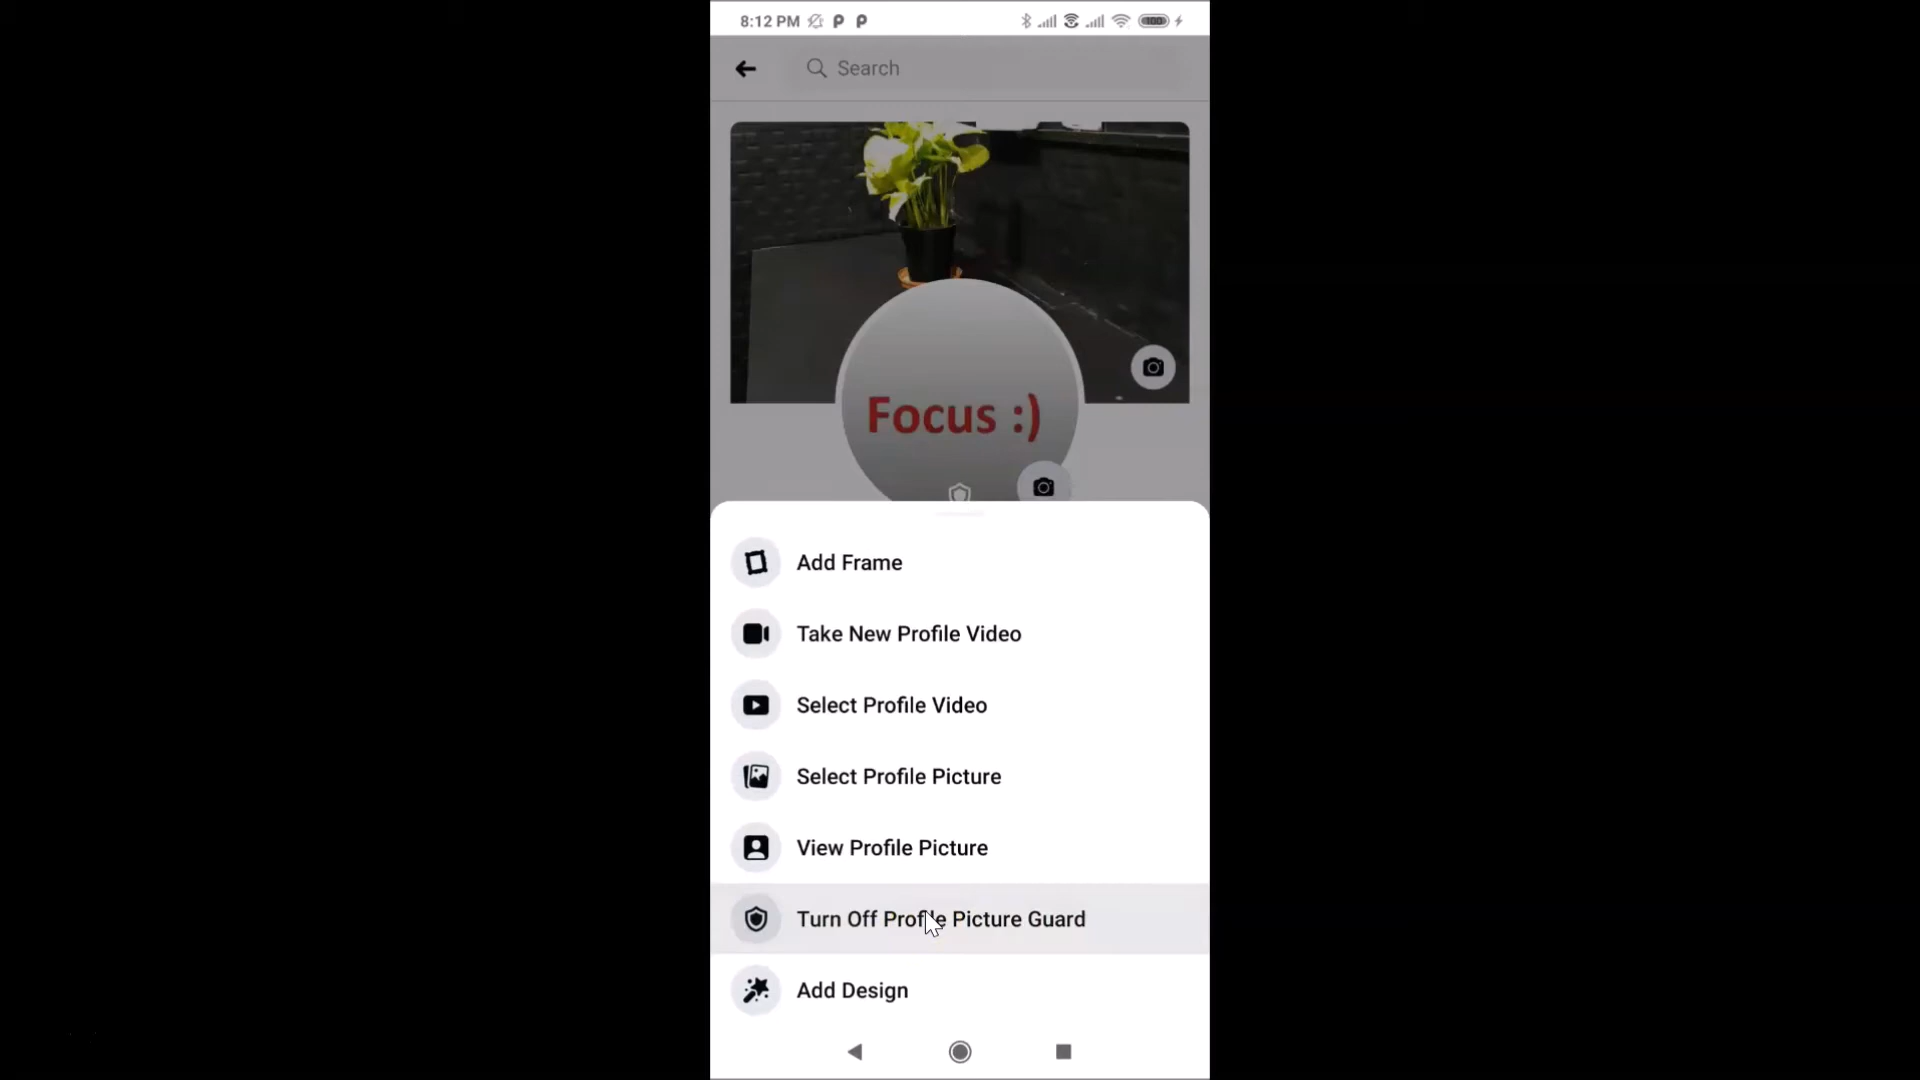 8:12 PM
Search
Focus :)
Add Frame
Take New Profile Video
Select Profile Video
Select Profile Picture
View Profile Picture
Turn Off Profile Picture Guard
Add Design